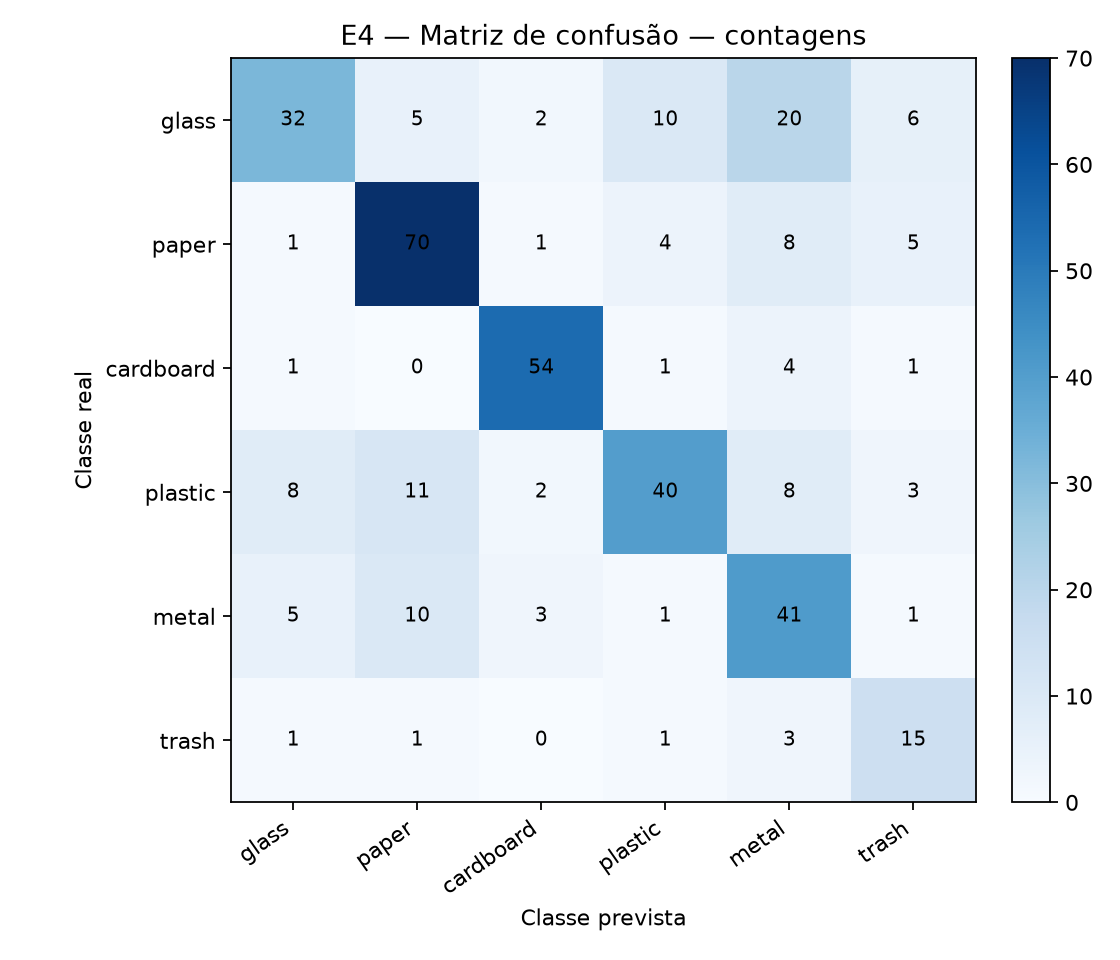 E4 — Matriz de confusão — contagens
glass 32 5 2 10 20 6
paper 1 70 1 4 8 5
cardboard 1 0 54 1 4 1
plastic 8 11 2 40 8 3
metal 5 10 3 1 41 1
trash 1 1 0 1 3 15
glass paper cardboard plastic metal trash
Classe prevista
Classe real
70
60
50
40
30
20
10
0